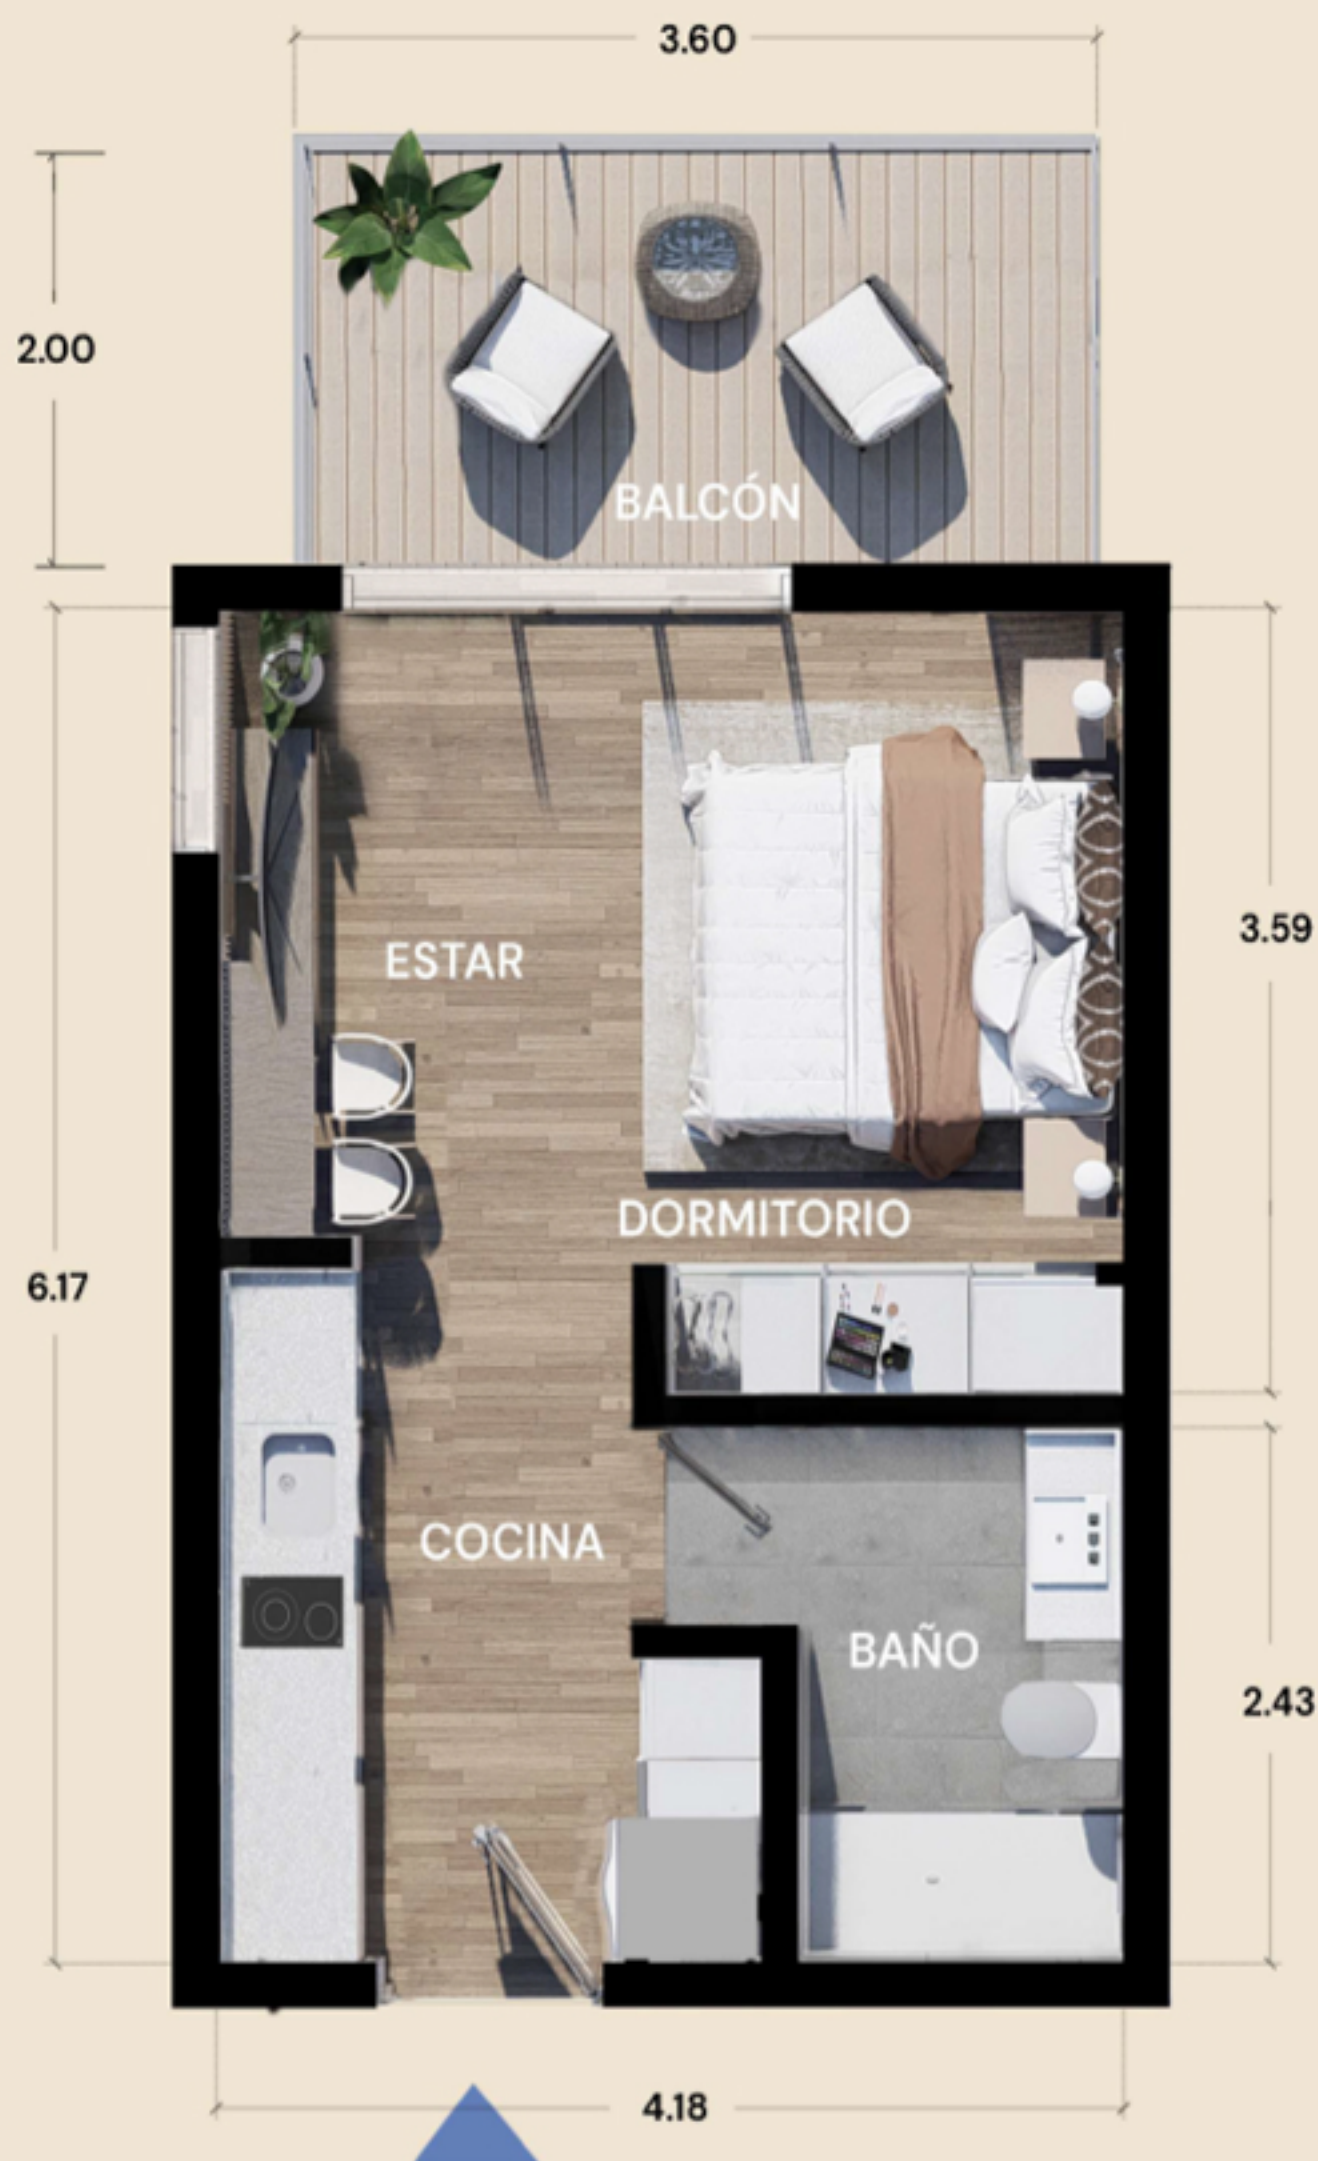 3.60
2.00
BALCÓN
ESTAR
3.59
DORMITORIO
6.17
COCINA
BAÑO
2.43
4.18